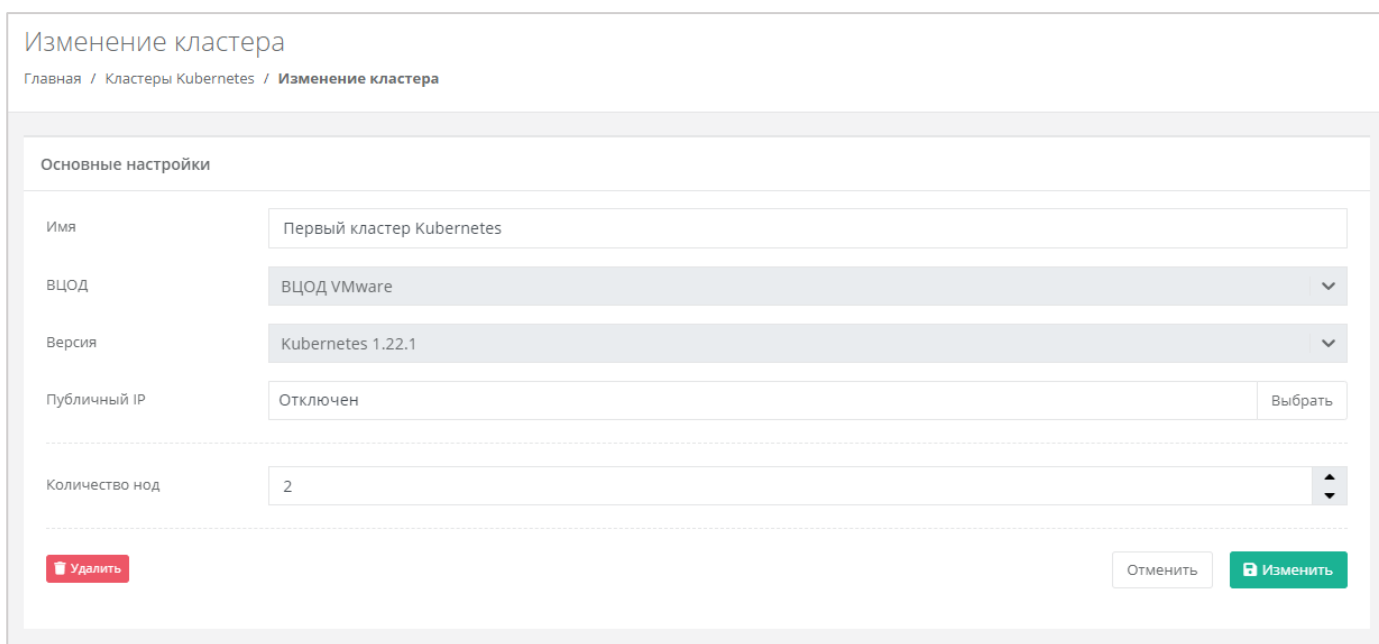 Изменение кластера
Главная / Кластеры Kubernetes / Изменение кластера
Основные настройки
Имя
Первый кластер Kubernetes
ВЦОД
ВЦОД VMware
Версия
Kubernetes 1.22.1
Публичный IP
Отключен
Выбрать
Количество нод
2
Удалить
Отменить
Изменить